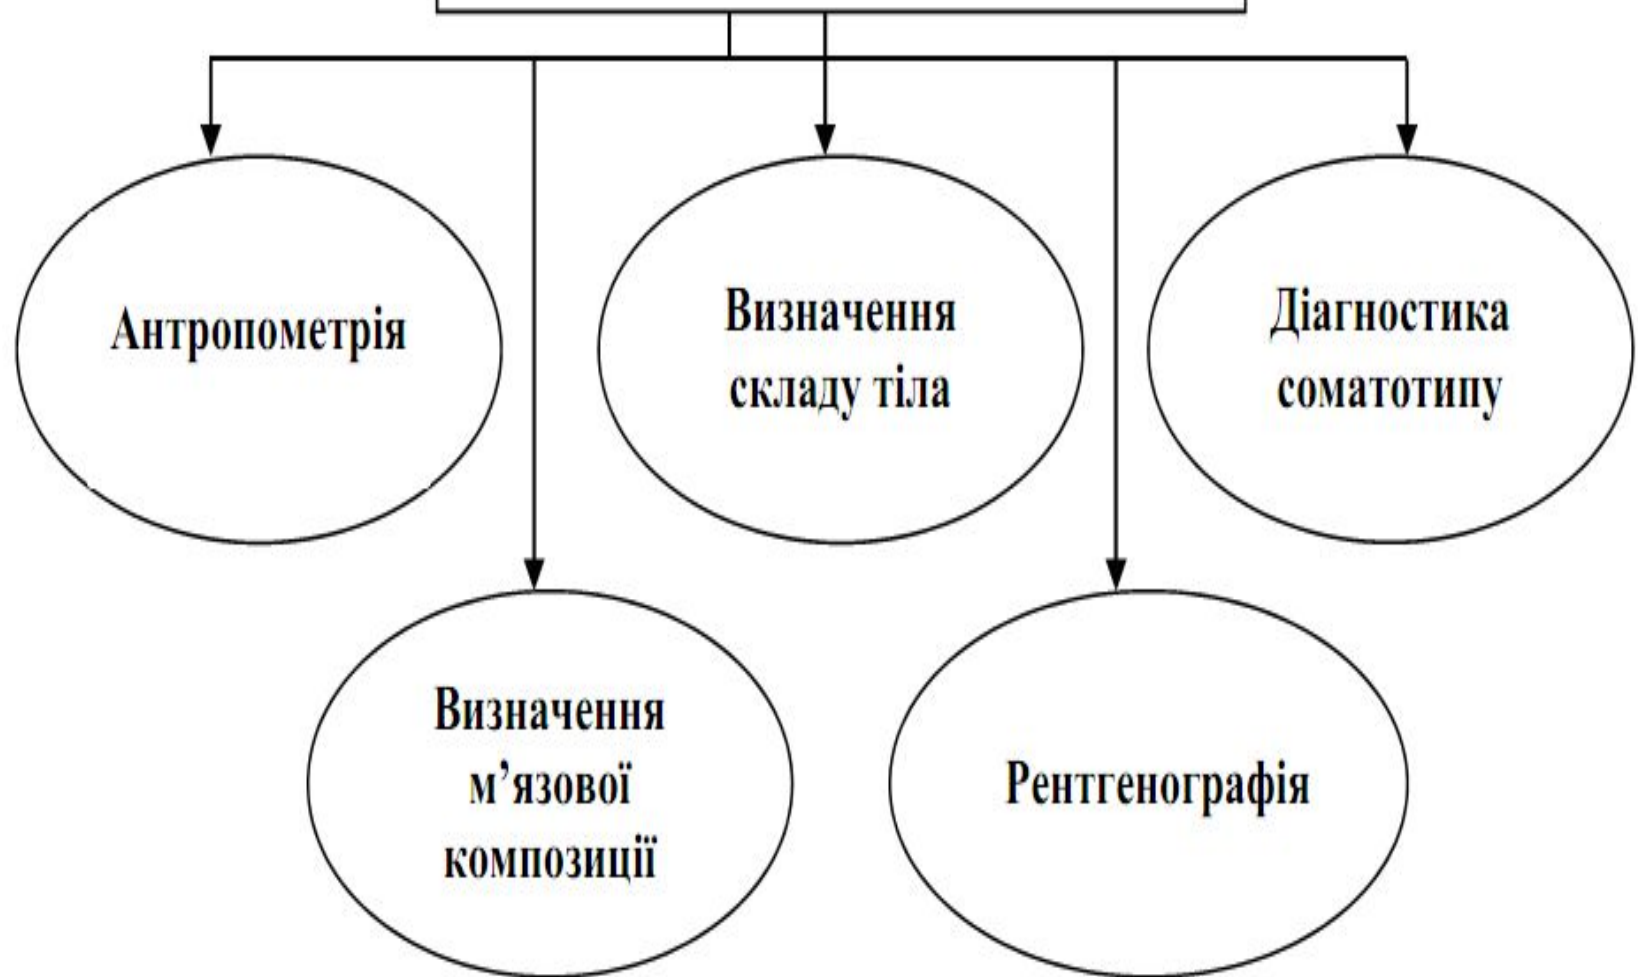 Антропометрія
Визначення
складу тіла
Діагностика
соматотипу
Визначення
м’язової
композиції
Рентгенографія